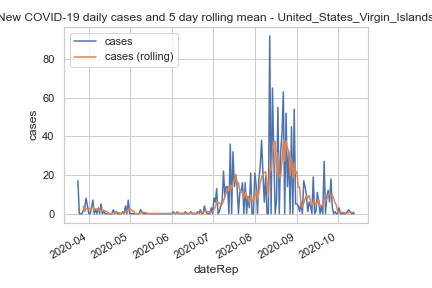 New COVID-19 daily cases and 5 day rolling mean - United_States_Virgin_Islands
cases
cases (rolling)
80
60
40
20
0
cases
2020-04
2020-05
2020-06
2020-07
2020-08
2020-09
2020-10
dateRep